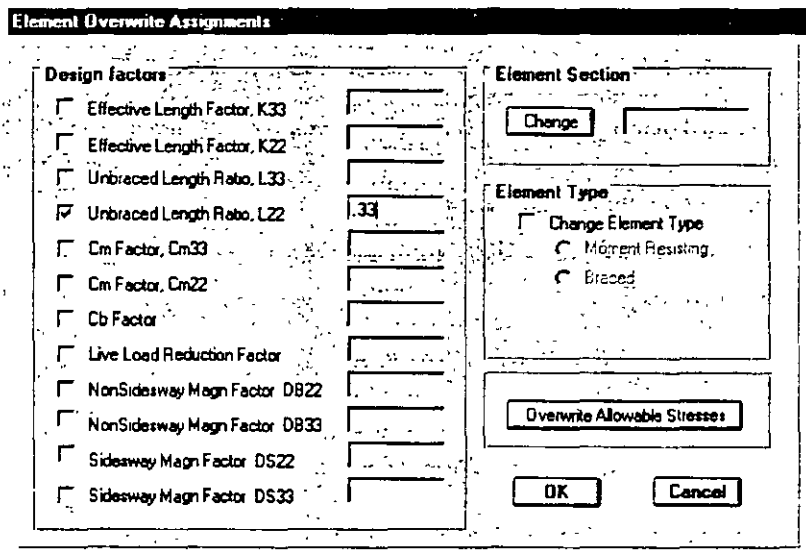 Element Overwrite Assignments
Design factors
Effective Length Factor, K33
Effective Length Factor, K22
Unbraced Length Ratio, L33
Unbraced Length Ratio, L22 .33
Cm Factor, Cm33
Cm Factor, Cm22
Cb Factor
Live Load Reduction Factor
NonSidesway Magn Factor DB22
NonSidesway Magn Factor DB33
Sidesway Magn Factor DS22
Sidesway Magn Factor DS33
Element Section
Change
Element Type
Change Element Type
Moment Resisting
Braced
Overwrite Allowable Stresses
OK Cancel